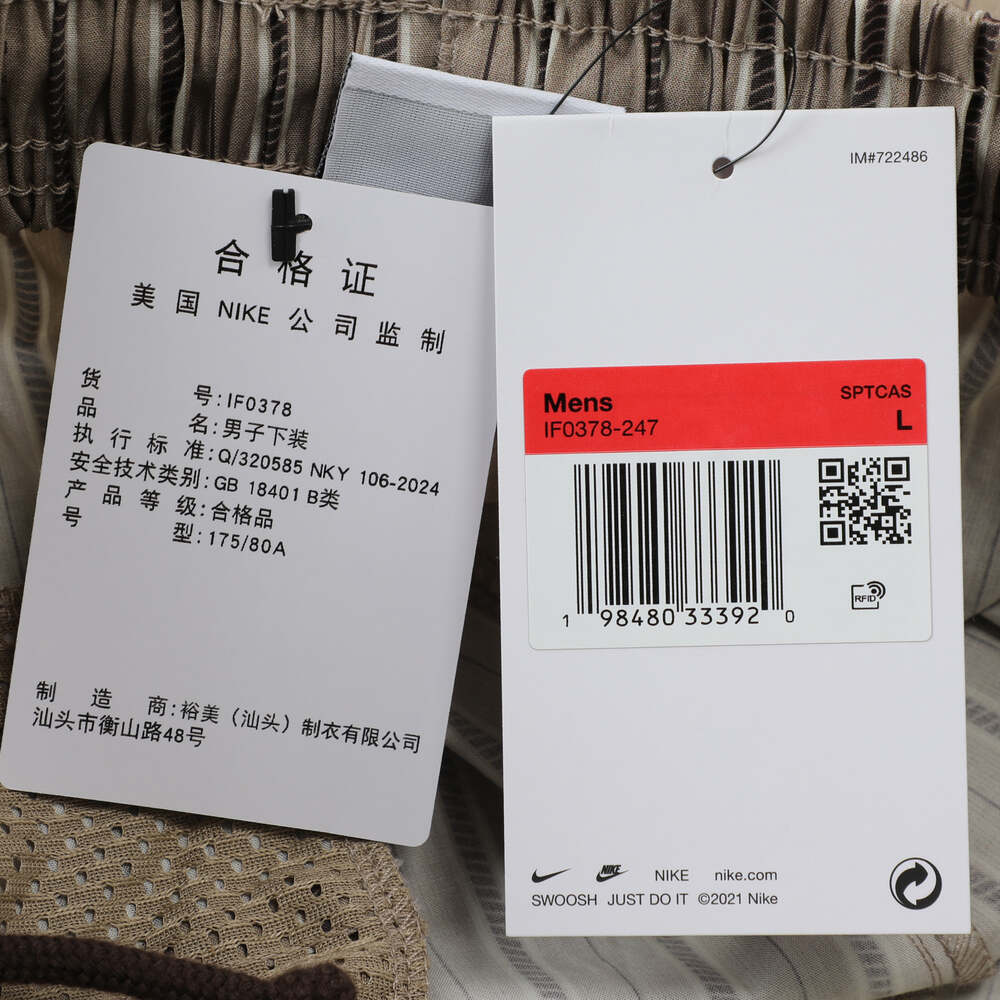 合格证
美国NIKE公司监制
货号:IF0378
品名:男子下装
执行标准:Q/320585 NKY 106-2024
安全技术类别:GB 18401 B类
产品等级:合格品
号型:175/80A
制造商:裕美（汕头）制衣有限公司
汕头市衡山路48号
IM#722486
Mens SPTCAS
IF0378-247 L
1 98480 33392 0
RFID
NIKE NIKE nike.com
SWOOSH JUST DO IT ©2021 Nike